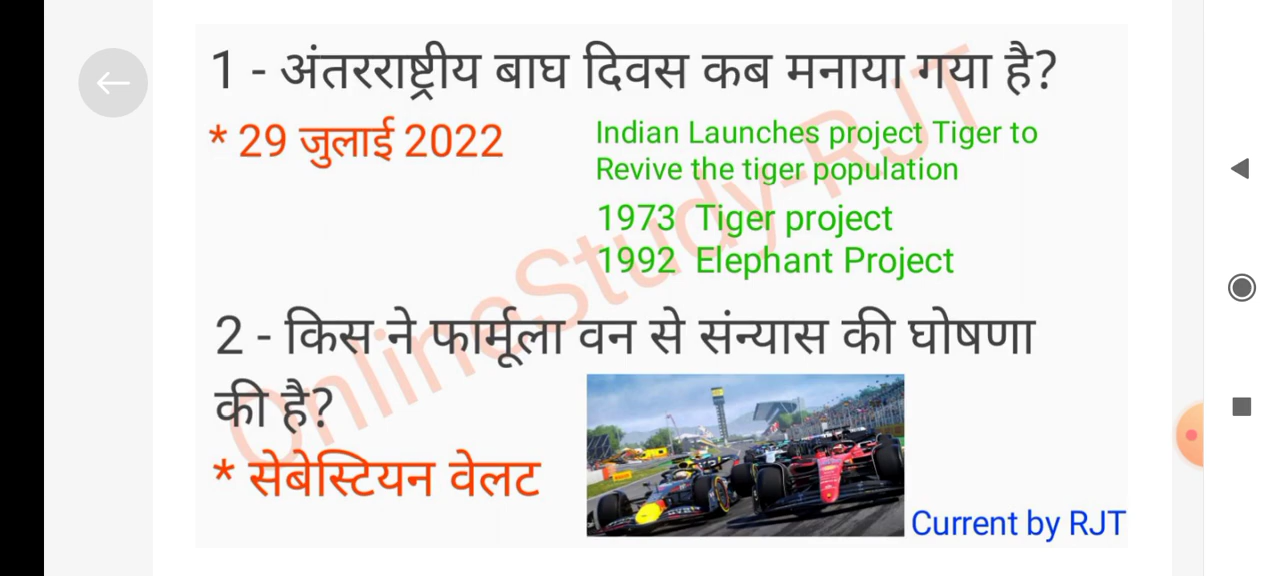 1 - अंतरराष्ट्रीय बाघ दिवस कब मनाया गया है?
* 29 जुलाई 2022
Indian Launches project Tiger to
Revive the tiger population
1973 Tiger project
1992 Elephant Project
2 - किस ने फार्मूला वन से संन्यास की घोषणा
की है?
* सेबेस्टियन वेलट
Current by RJT
OnlineStudy-RJT